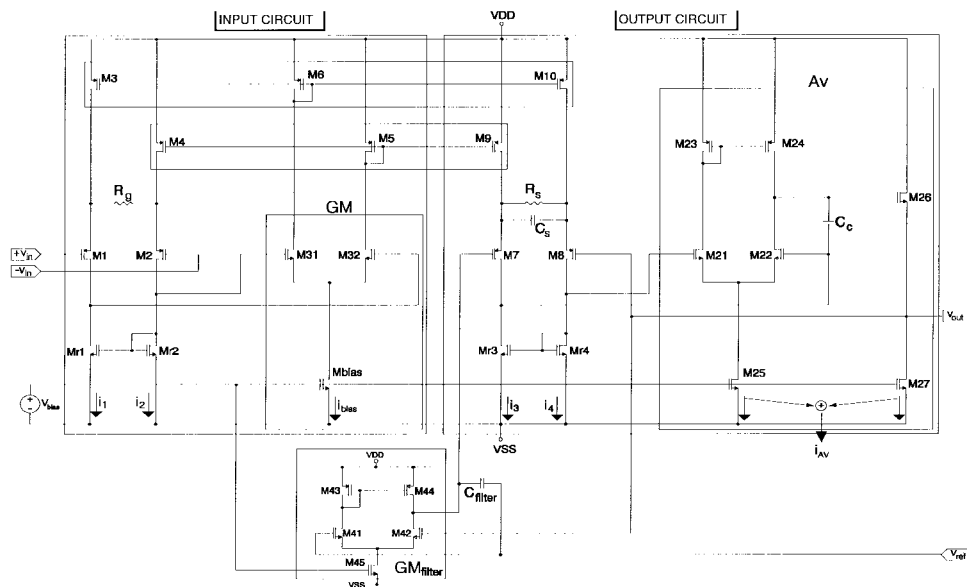 INPUT CIRCUIT
VDD
OUTPUT CIRCUIT
M3
M6
M10
Av
M4
M5
M9
M23
M24
Rg
Rs
M26
GM
Cs
Cc
+Vin
-Vin
M1
M2
M31
M32
M7
M8
M21
M22
Vout
Mr1
Mr2
Mr3
Mr4
Mbias
M25
M27
Vbias
i1
i2
ibias
i3
i4
iAV
VSS
VDD
M43
M44
Cfilter
M41
M42
M45
GMfilter
VSS
Vref